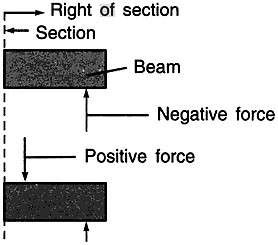 Right of section
Section
Beam
Negative force
Positive force